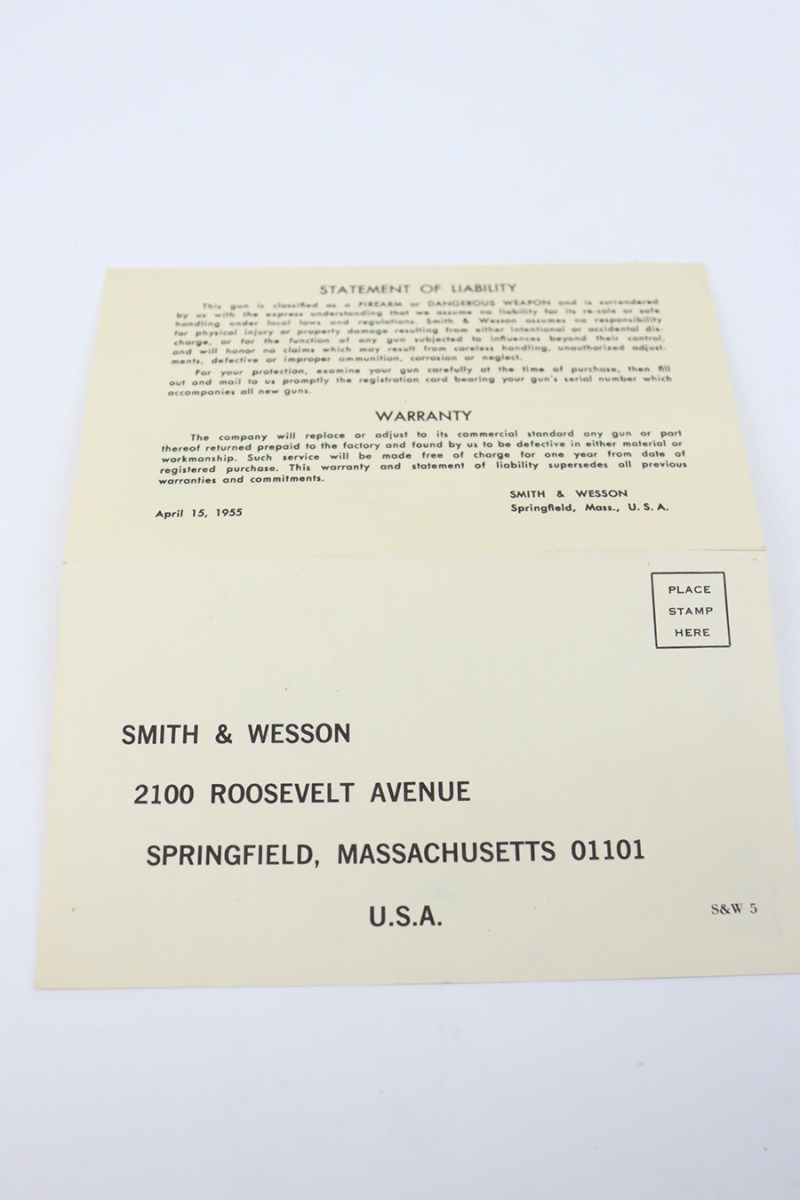 STATEMENT OF LIABILITY
This gun is classified as a FIREARM or DANGEROUS WEAPON and is surrendered
by us with the express understanding that we assume no liability for its re-sale or safe
handling under local laws and regulations. Smith & Wesson assumes no responsibility
for physical injury or property damage resulting from either intentional or accidental dis-
charge, or for the function of any gun subjected to influences beyond their control,
and will honor no claims which may result from careless handling, unauthorized adjust-
ments, defective or improper ammunition, corrosion or neglect.
For your protection, examine your gun carefully at the time of purchase, then fill
out and mail to us promptly the registration card bearing your gun's serial number which
accompanies all new guns.
WARRANTY
The company will replace or adjust to its commercial standard any gun or part
thereof returned prepaid to the factory and found by us to be defective in either material or
workmanship. Such service will be made free of charge for one year from date of
registered purchase. This warranty and statement of liability supersedes all previous
warranties and commitments.
SMITH & WESSON
April 15, 1955 Springfield, Mass., U. S. A.
PLACE
STAMP
HERE
SMITH & WESSON
2100 ROOSEVELT AVENUE
SPRINGFIELD, MASSACHUSETTS 01101
U.S.A.
S&W 5